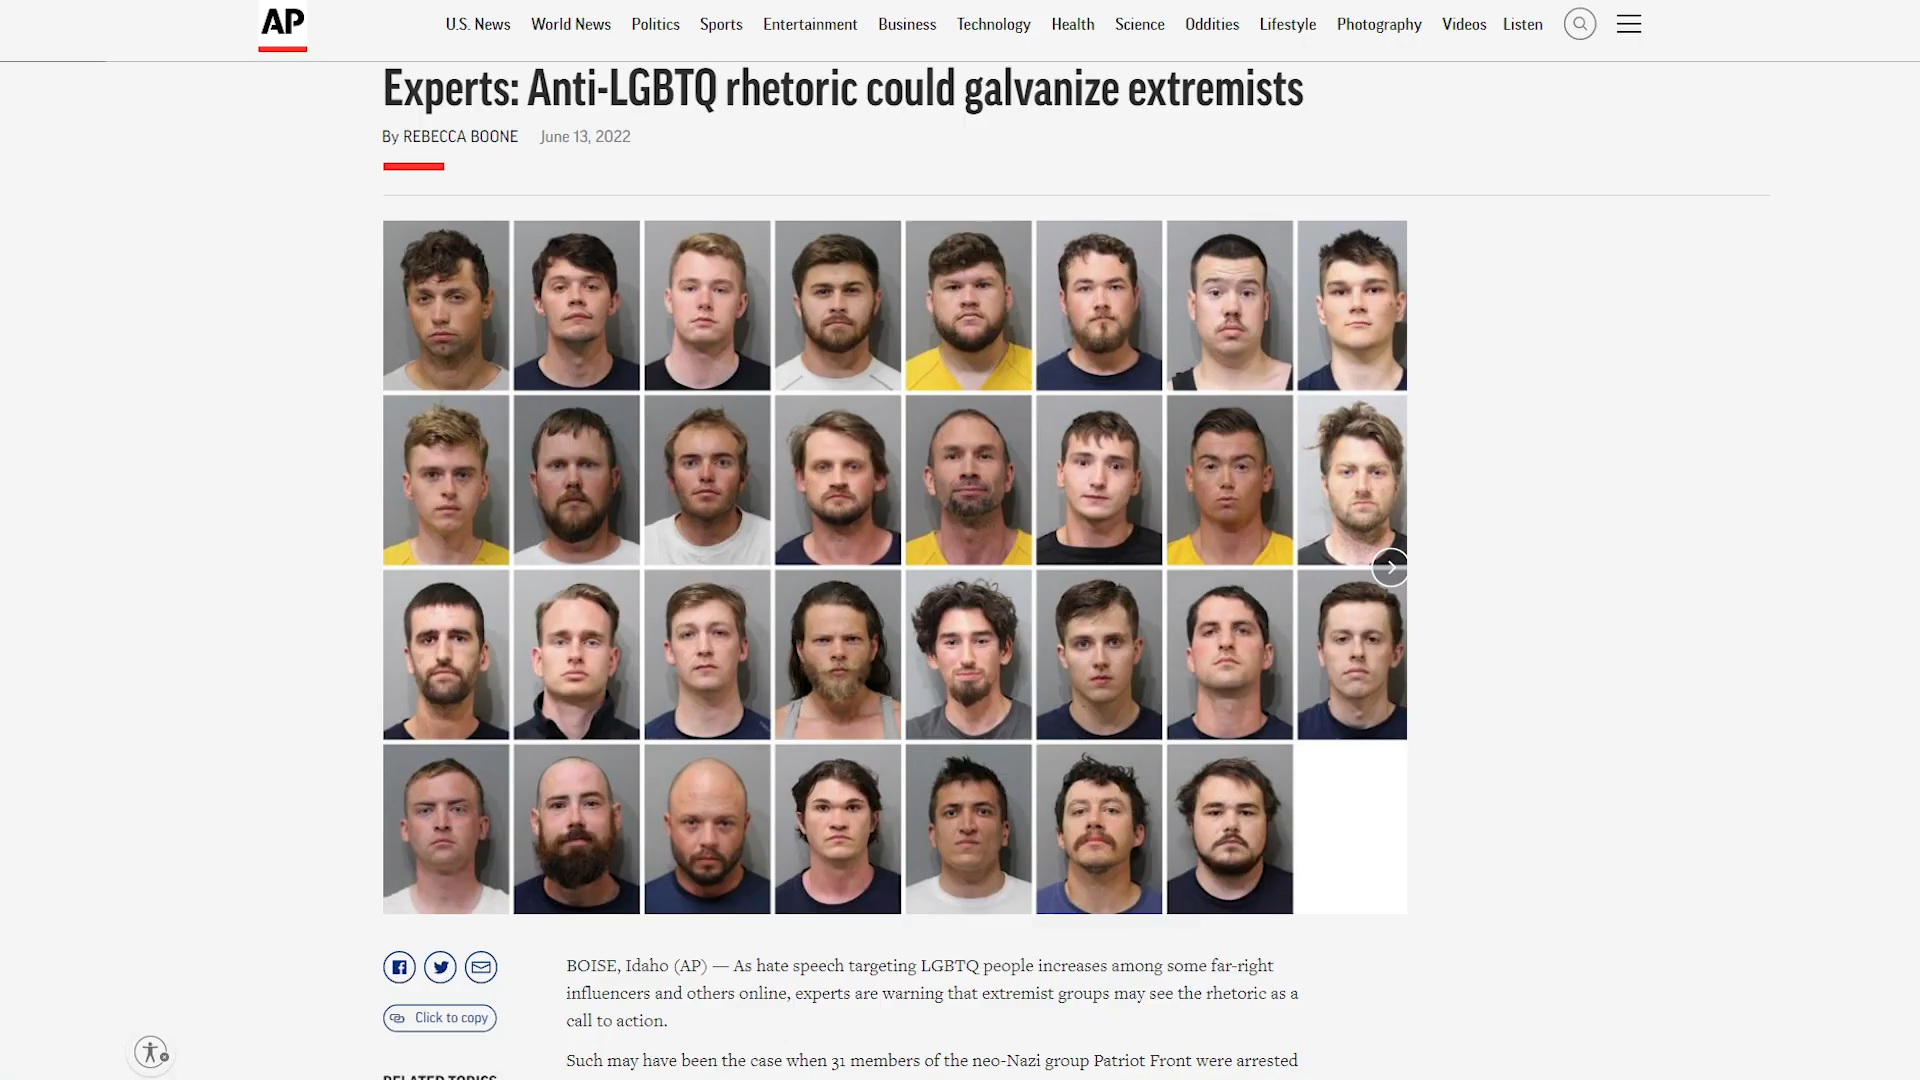 AP
U.S. News World News Politics Sports Entertainment Business Technology Health Science Oddities Lifestyle Photography Videos Listen
Experts: Anti-LGBTQ rhetoric could galvanize extremists
By REBECCA BOONE June 13, 2022
Click to copy
BOISE, Idaho (AP) — As hate speech targeting LGBTQ people increases among some far-right
influencers and others online, experts are warning that extremist groups may see the rhetoric as a
call to action.
Such may have been the case when 31 members of the neo-Nazi group Patriot Front were arrested
RELATED TOPICS